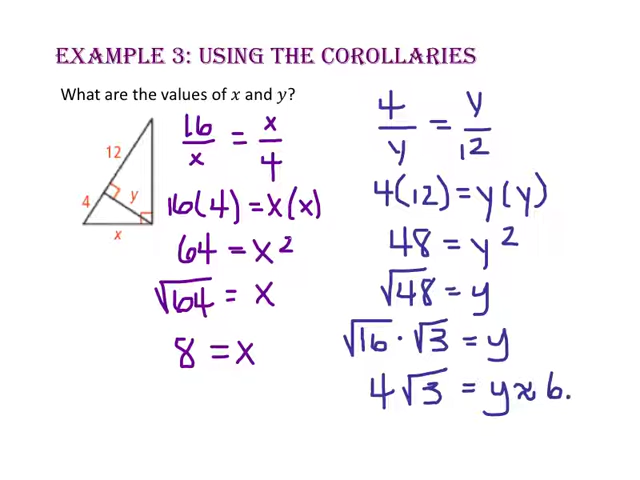 EXAMPLE 3: USING THE COROLLARIES
What are the values of x and y?
12
4
y
x
16/x = x/4
16(4) = x(x)
64 = x²
√64 = x
8 = x
4/y = y/12
4(12) = y(y)
48 = y²
√48 = y
√16 · √3 = y
4√3 = y ≈ 6.